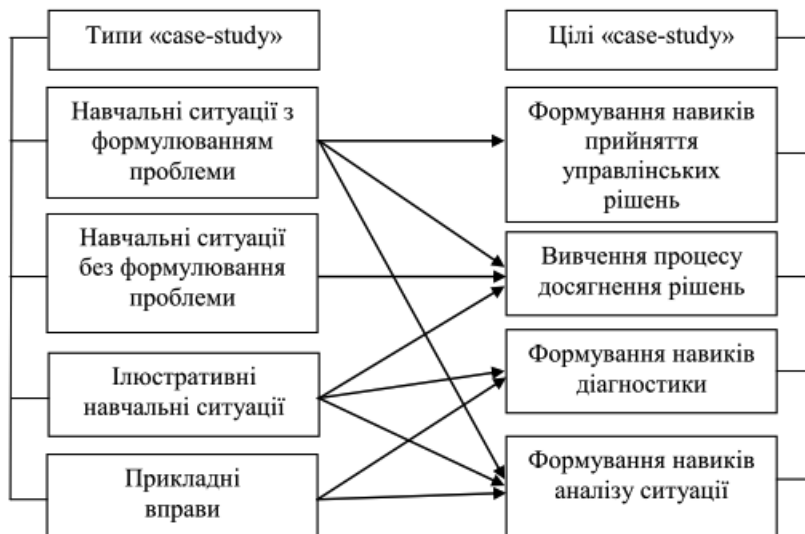 Типи «case-study»
Цілі «case-study»
Навчальні ситуації з
формулюванням
проблеми
Формування навиків
прийняття
управлінських
рішень
Навчальні ситуації
без формулювання
проблеми
Вивчення процесу
досягнення рішень
Ілюстративні
навчальні ситуації
Формування навиків
діагностики
Прикладні
вправи
Формування навиків
аналізу ситуації